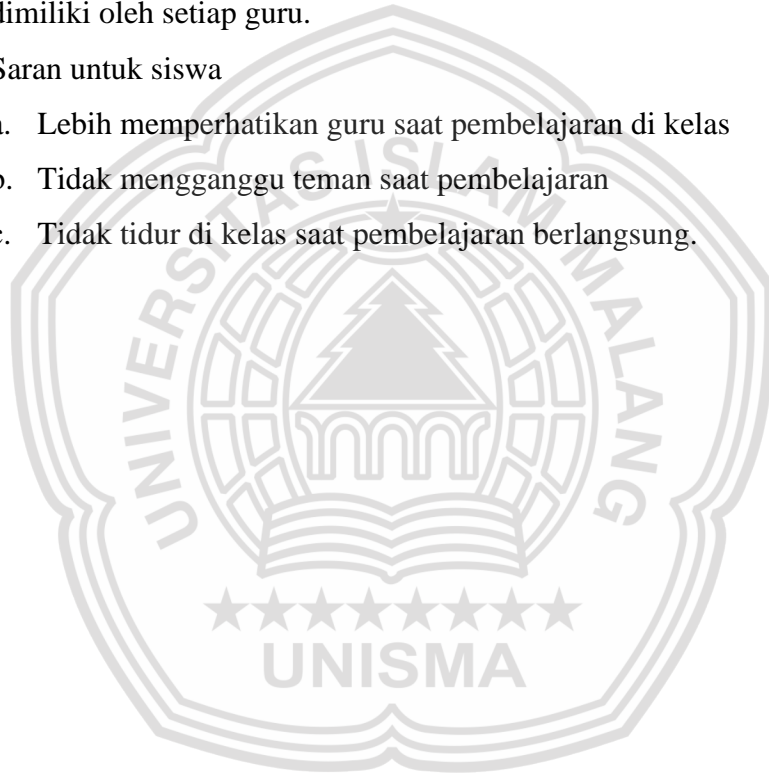 dimiliki oleh setiap guru.
Saran untuk siswa
a. Lebih memperhatikan guru saat pembelajaran di kelas
b. Tidak mengganggu teman saat pembelajaran
c. Tidak tidur di kelas saat pembelajaran berlangsung.
UNIVERSITAS ISLAM MALANG
UNISMA